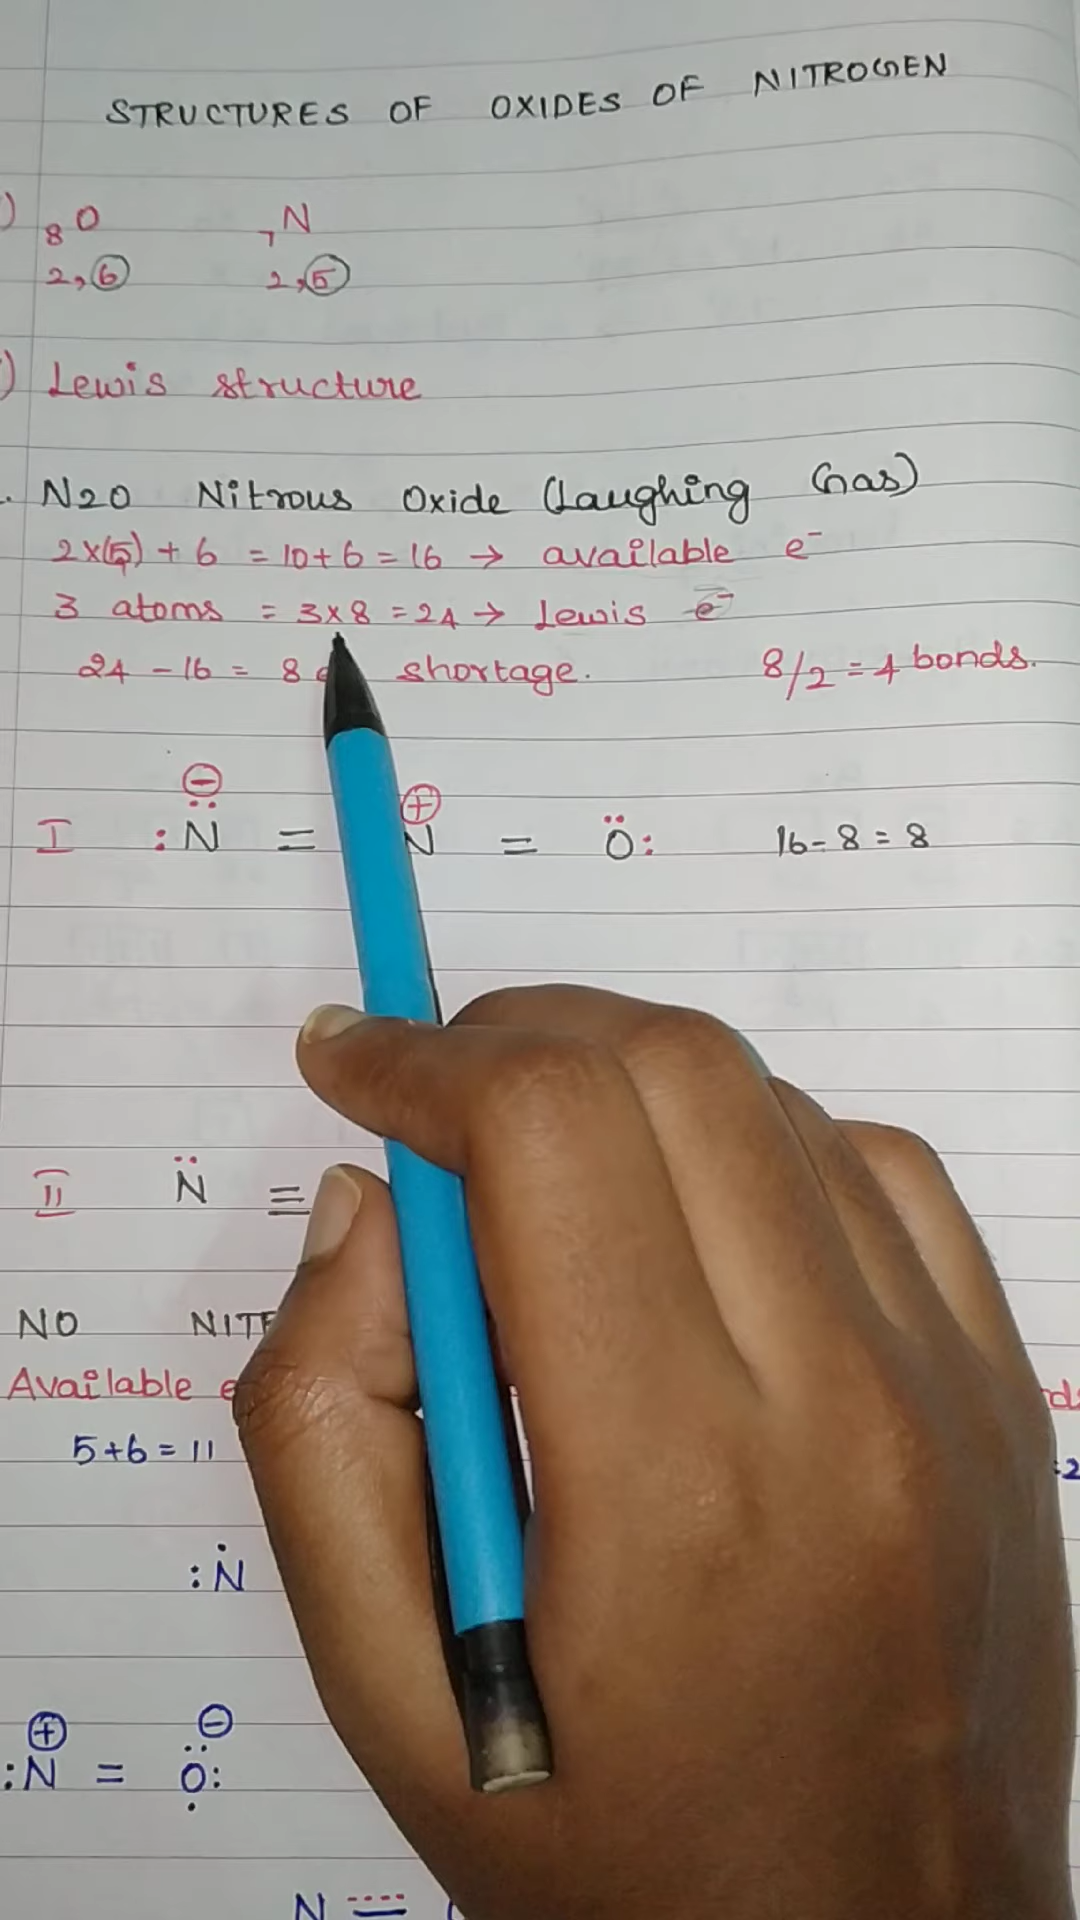 STRUCTURES OF OXIDES OF NITROGEN
) ₈O ₇N
2,6 2,5
) Lewis structure
. N2O Nitrous Oxide (Laughing Gas)
2×(5) + 6 = 10+6 = 16 → available e⁻
3 atoms = 3×8 = 24 → Lewis e⁻
24 - 16 = 8 shortage. 8/2 = 4 bonds.
⊖ ⊕
I :N̈ = N = Ö: 16 - 8 = 8
II N̈ ≡
NO
Available
5+6 = 11 :2
:Ṅ
⊕ ⊖
:N = Ö:
N